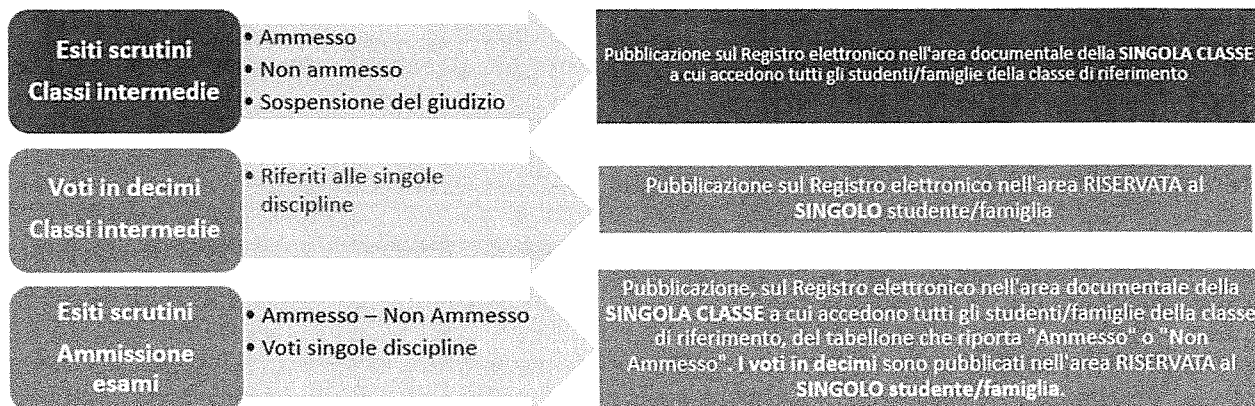 Esiti scrutini
Classi intermedie
• Ammesso
• Non ammesso
• Sospensione del giudizio
Pubblicazione sul Registro elettronico nell'area documentale della SINGOLA CLASSE
a cui accedono tutti gli studenti/famiglie della classe di riferimento
Voti in decimi
Classi intermedie
• Riferiti alle singole
discipline
Pubblicazione sul Registro elettronico nell'area RISERVATA al
SINGOLO studente/famiglia
Esiti scrutini
Ammissione
esami
• Ammesso – Non Ammesso
• Voti singole discipline
Pubblicazione, sul Registro elettronico nell'area documentale della
SINGOLA CLASSE a cui accedono tutti gli studenti/famiglie della classe
di riferimento, del tabellone che riporta "Ammesso" o "Non
Ammesso". I voti in decimi sono pubblicati nell'area RISERVATA al
SINGOLO studente/famiglia.